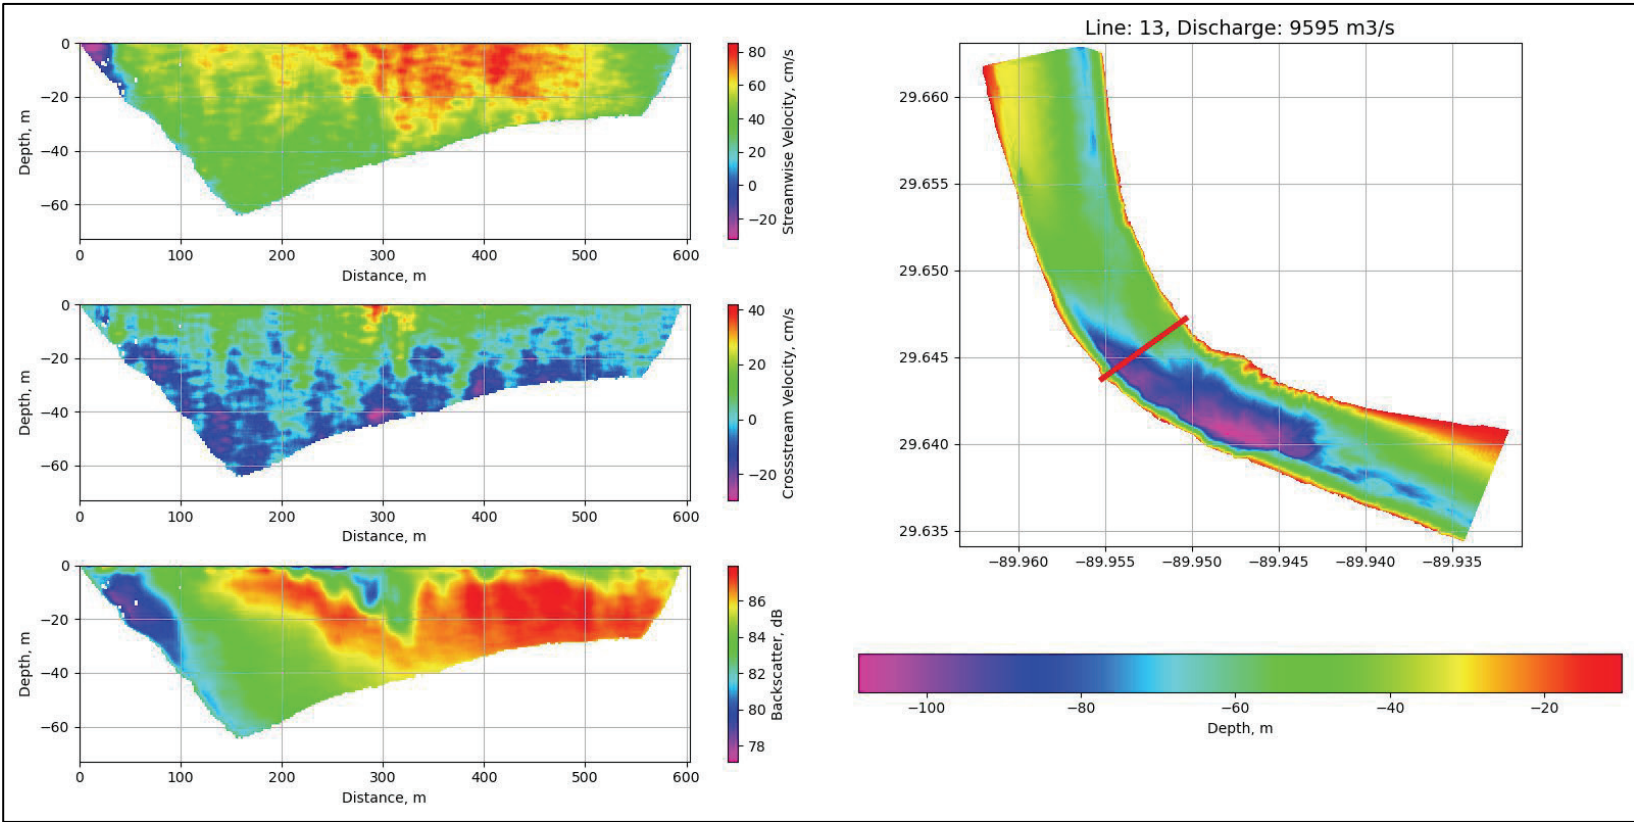 0
−20
−40
−60
Depth, m
0 100 200 300 400 500 600
Distance, m
80
60
40
20
0
−20
Streamwise Velocity, cm/s
0
−20
−40
−60
Depth, m
0 100 200 300 400 500 600
Distance, m
40
20
0
−20
Crossstream Velocity, cm/s
0
−20
−40
−60
Depth, m
0 100 200 300 400 500 600
Distance, m
86
84
82
80
78
Backscatter, dB
Line: 13, Discharge: 9595 m3/s
29.660
29.655
29.650
29.645
29.640
29.635
−89.960 −89.955 −89.950 −89.945 −89.940 −89.935
−100 −80 −60 −40 −20
Depth, m